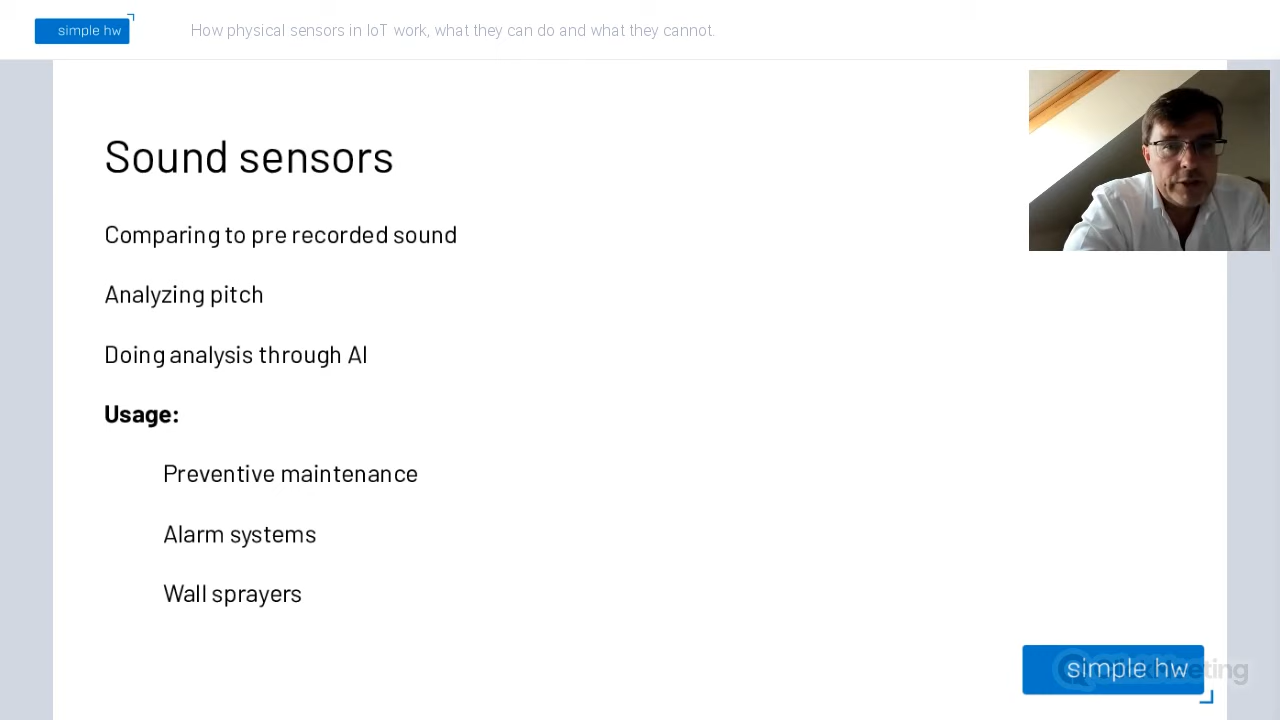 simple hw
How physical sensors in IoT work, what they can do and what they cannot.
Sound sensors
Comparing to pre recorded sound
Analyzing pitch
Doing analysis through AI
Usage:
Preventive maintenance
Alarm systems
Wall sprayers
simple hw
ClickMeeting